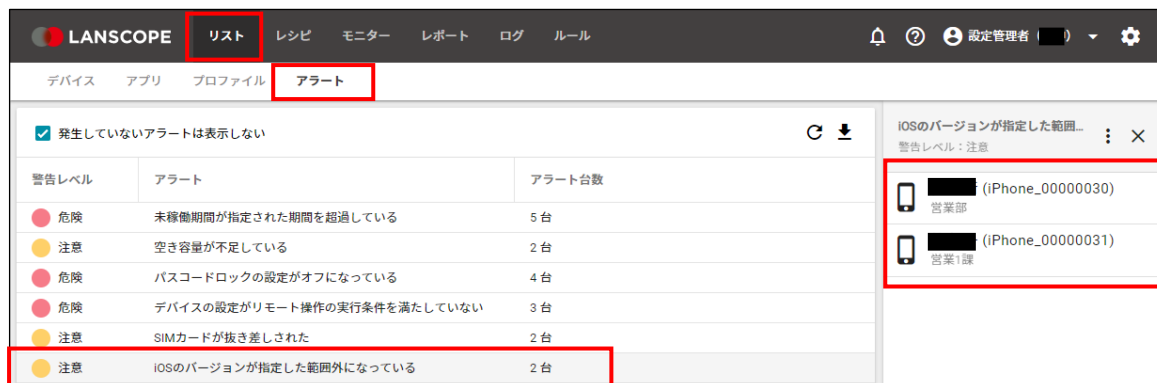 LANSCOPE リスト レシピ モニター レポート ログ ルール 設定管理者 ( )
デバイス アプリ プロファイル アラート
発生していないアラートは表示しない
警告レベル アラート アラート台数
危険 未稼働期間が指定された期間を超過している 5 台
注意 空き容量が不足している 2 台
危険 パスコードロックの設定がオフになっている 4 台
危険 デバイスの設定がリモート操作の実行条件を満たしていない 3 台
注意 SIMカードが抜き差しされた 2 台
注意 iOSのバージョンが指定した範囲外になっている 2 台
iOSのバージョンが指定した範囲...
警告レベル：注意
(iPhone_00000030)
営業部
(iPhone_00000031)
営業1課